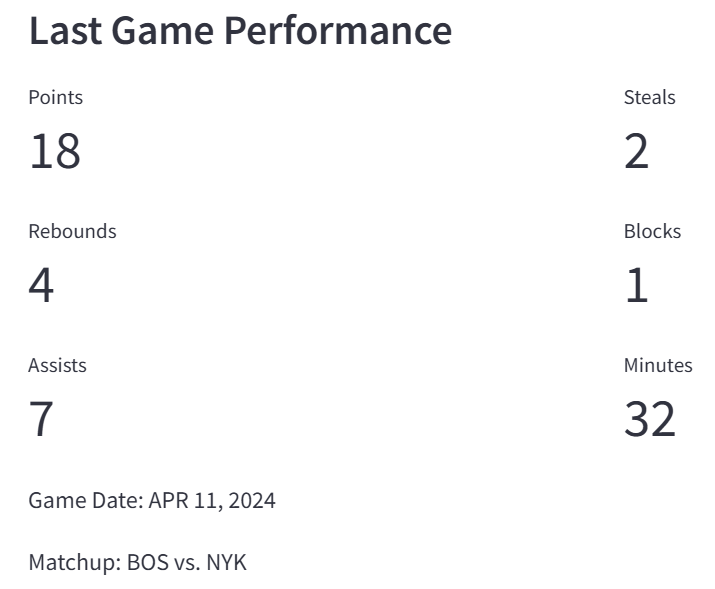 Last Game Performance
Points
18
Rebounds
4
Assists
7
Steals
2
Blocks
1
Minutes
32
Game Date: APR 11, 2024
Matchup: BOS vs. NYK